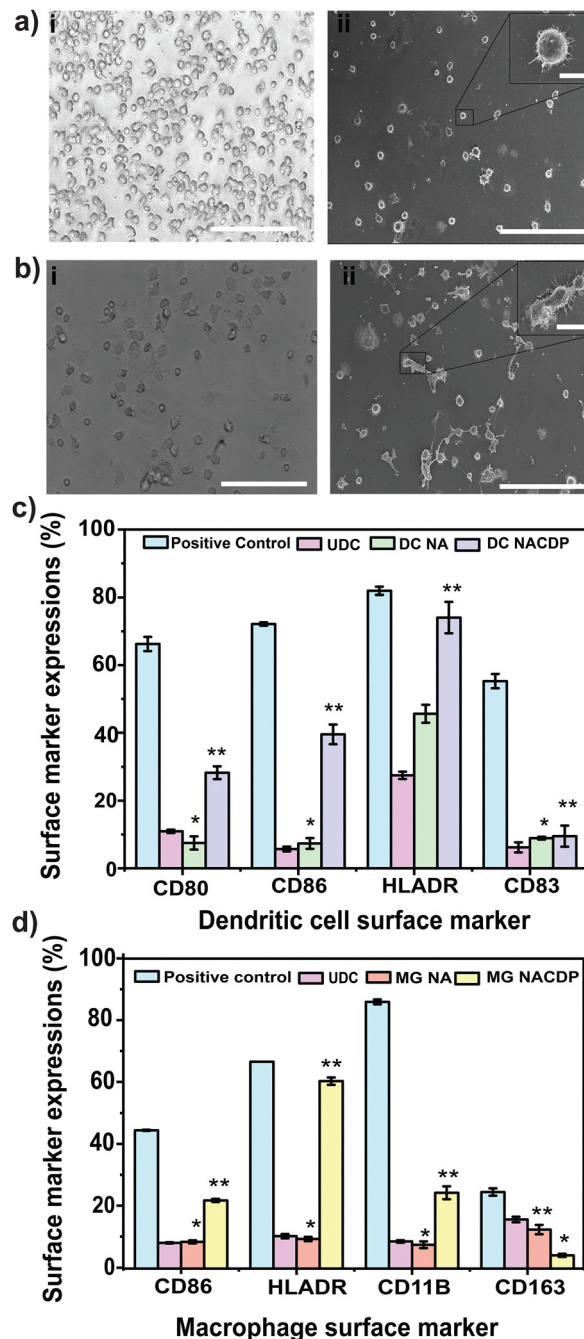 a)
i
ii
b)
i
ii
c)
100
80
60
40
20
0
Surface marker expressions (%)
Positive Control UDC DC NA DC NACDP
** * ** * ** * **
CD80 CD86 HLADR CD83
Dendritic cell surface marker
d)
100
80
60
40
20
0
Surface marker expressions (%)
Positive control UDC MG NA MG NACDP
* ** * ** * ** ** *
CD86 HLADR CD11B CD163
Macrophage surface marker